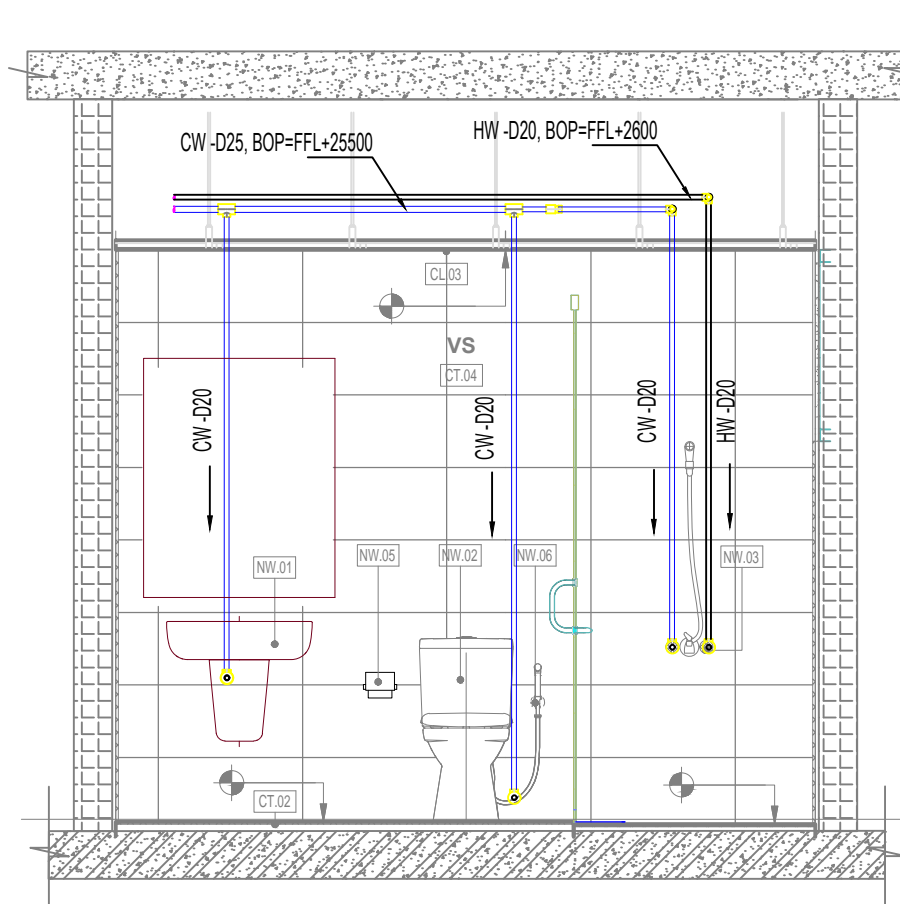 CW -D25, BOP=FFL+25500
HW -D20, BOP=FFL+2600
CL.03
VS
CT.04
CW -D20
CW -D20
CW -D20
HW -D20
NW.01
NW.05
NW.02
NW.06
NW.03
CT.02